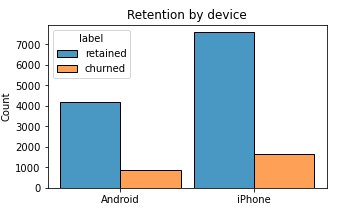 Retention by device
label
retained
churned
7000
6000
5000
4000
3000
2000
1000
0
Count
Android
iPhone